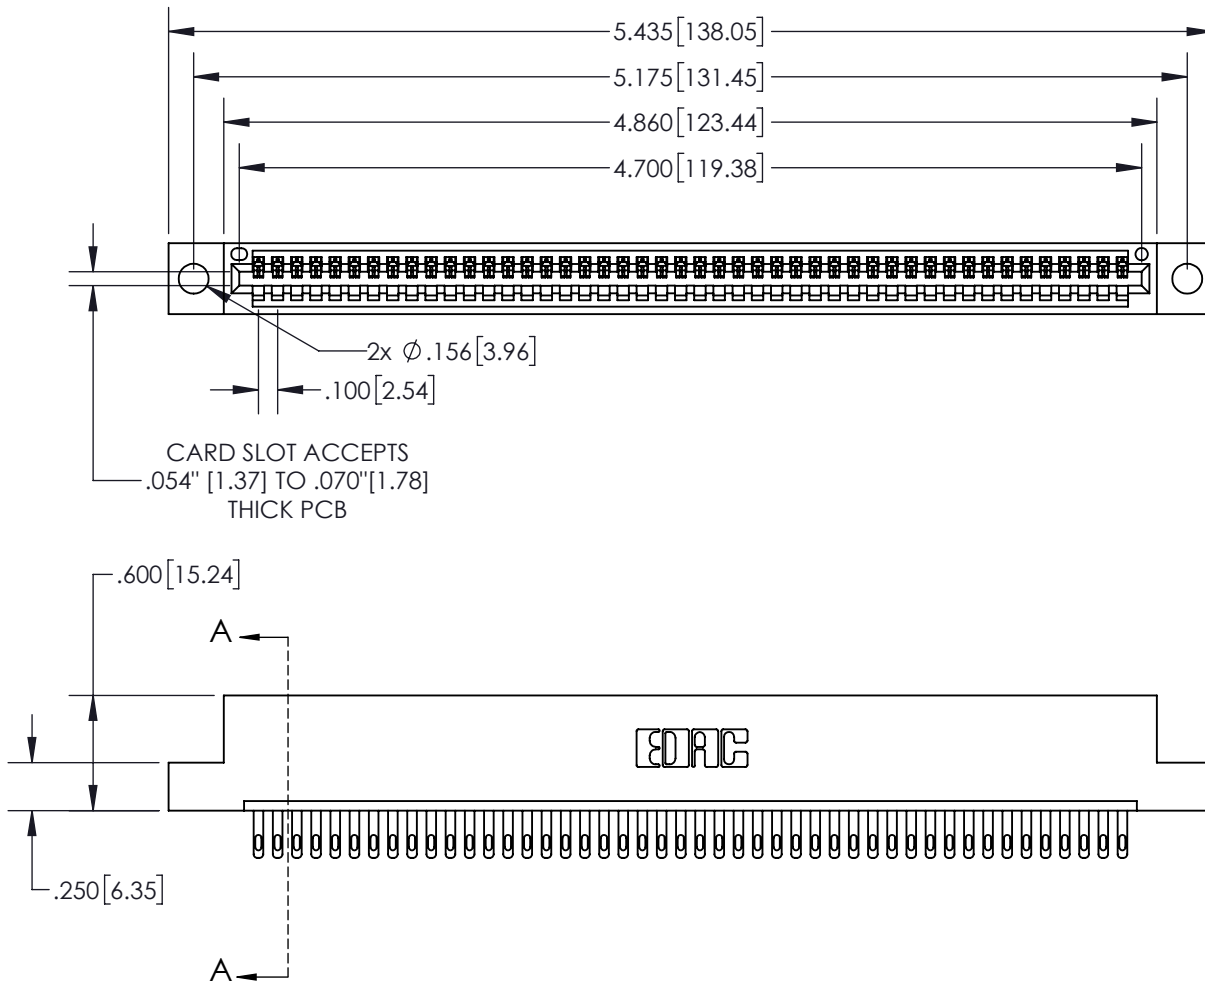 5.435[138.05]
5.175[131.45]
4.860[123.44]
4.700[119.38]
2x Ø.156[3.96]
.100[2.54]
CARD SLOT ACCEPTS
.054" [1.37] TO .070"[1.78]
THICK PCB
.600[15.24]
A
EDAC
.250[6.35]
A